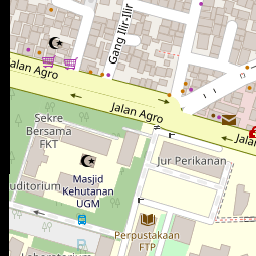 Gang Ilir-Ilir
Jalan Agro
Jalan Agro
Jalan
Sekre
Bersama
FKT
Jur Perikanan
Masjid
Kehutanan
UGM
uditorium
Perpustakaan
FTP